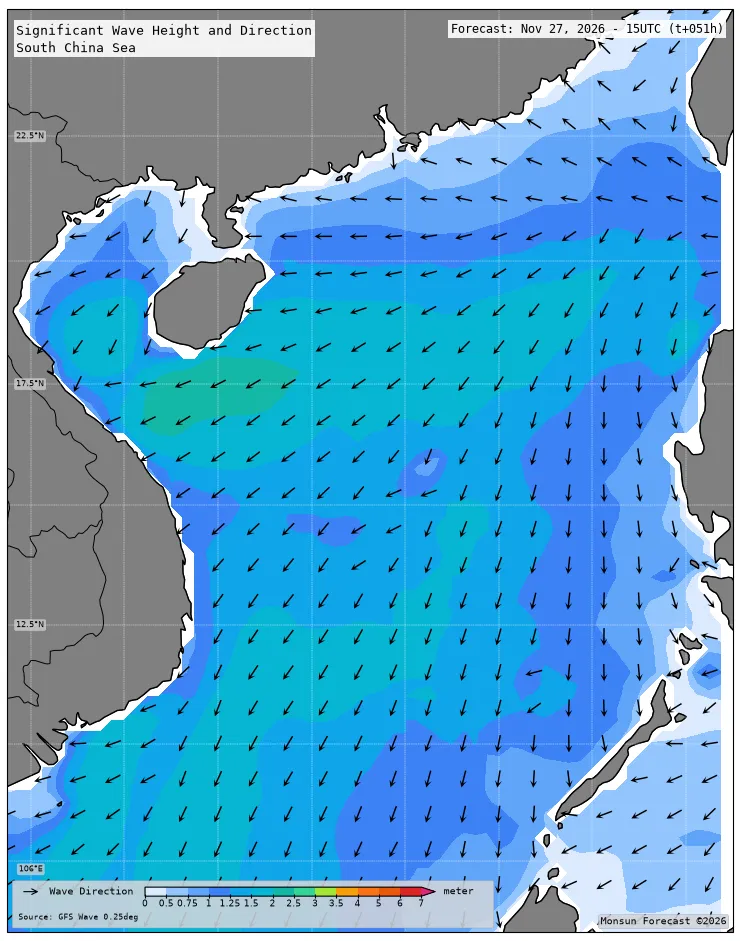 Significant Wave Height and Direction
South China Sea
Forecast: Nov 27, 2026 - 15UTC (t+051h)
22.5°N
17.5°N
12.5°N
106°E
Wave Direction
0 0.5 0.75 1 1.25 1.5 2 2.5 3 3.5 4 5 6 7
meter
Source: GFS Wave 0.25deg
Monsun Forecast ©2026